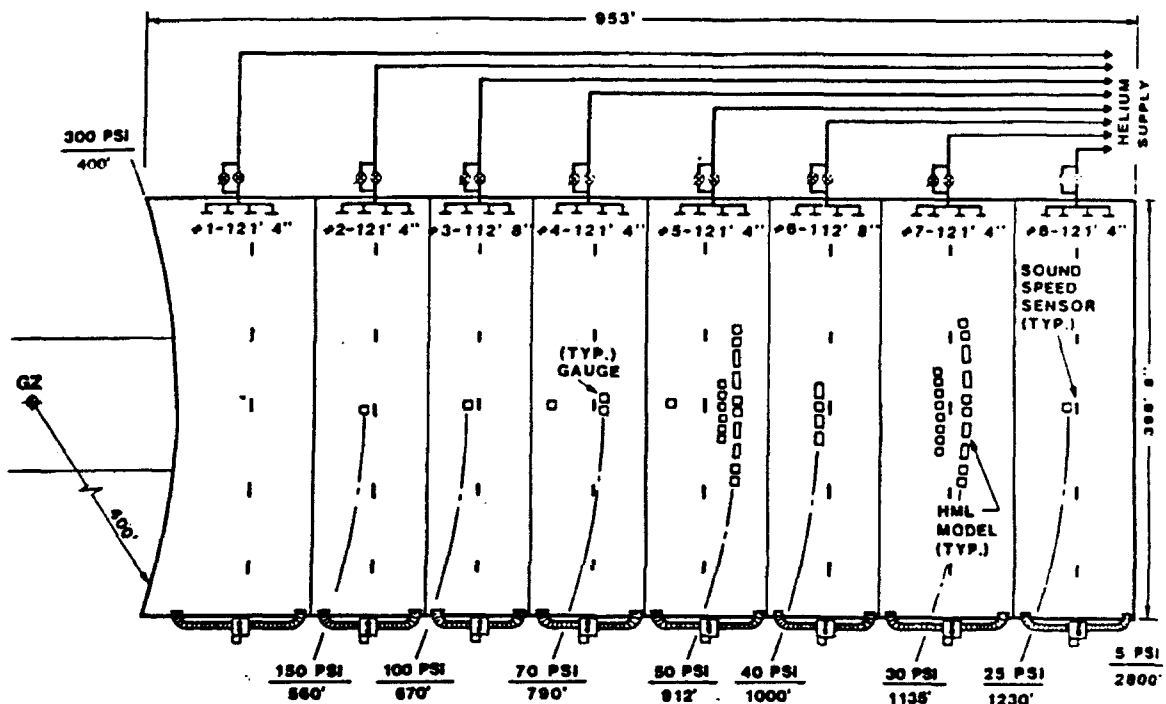 953'
HELIUM
SUPPLY
300 PSI
400'
#1-121' 4"
#2-121' 4"
#3-112' 8"
#4-121' 4"
#5-121' 4"
#6-112' 8"
#7-121' 4"
#8-121' 4"
SOUND
SPEED
SENSOR
(TYP.)
(TYP.)
GAUGE
GZ
400'
HML
MODEL
(TYP.)
150 PSI
560'
100 PSI
670'
70 PSI
790'
50 PSI
912'
40 PSI
1000'
30 PSI
1135'
25 PSI
1230'
5 PSI
2800'